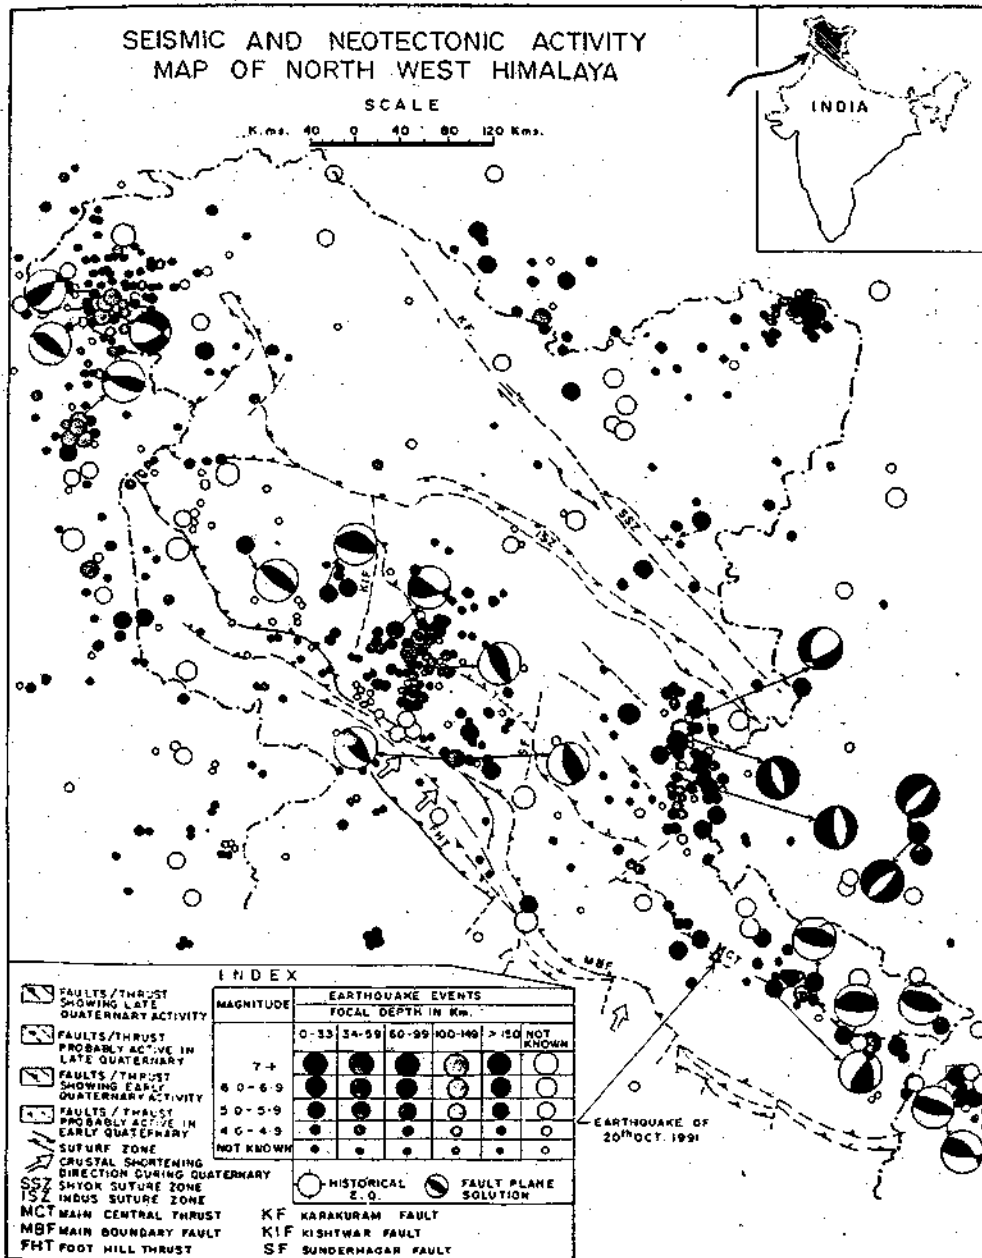 SEISMIC AND NEOTECTONIC ACTIVITY
MAP OF NORTH WEST HIMALAYA
SCALE
Kms. 40 0 40 80 120 Kms.
INDIA
KF
SSZ
ISZ
KIF
SF
FHT
MBF
MCT
EARTHQUAKE OF
20th OCT. 1991
INDEX
FAULTS/THRUST
SHOWING LATE
QUATERNARY ACTIVITY
FAULTS/THRUST
PROBABLY ACTIVE IN
LATE QUATERNARY
FAULTS/THRUST
SHOWING EARLY
QUATERNARY ACTIVITY
FAULTS/THRUST
PROBABLY ACTIVE IN
EARLY QUATERNARY
SUTURE ZONE
CRUSTAL SHORTENING
DIRECTION DURING QUATERNARY
SSZ SHYOK SUTURE ZONE
ISZ INDUS SUTURE ZONE
MCT MAIN CENTRAL THRUST
MBF MAIN BOUNDARY FAULT
FHT FOOT HILL THRUST
KF KARAKURAM FAULT
KIF KISHTWAR FAULT
SF SUNDERNAGAR FAULT
MAGNITUDE
EARTHQUAKE EVENTS
FOCAL DEPTH IN Km.
0-33 34-59 60-99 100-149 >150 NOT KNOWN
7+
6.0-6.9
5.0-5.9
4.0-4.9
NOT KNOWN
HISTORICAL
E.Q.
FAULT PLANE
SOLUTION